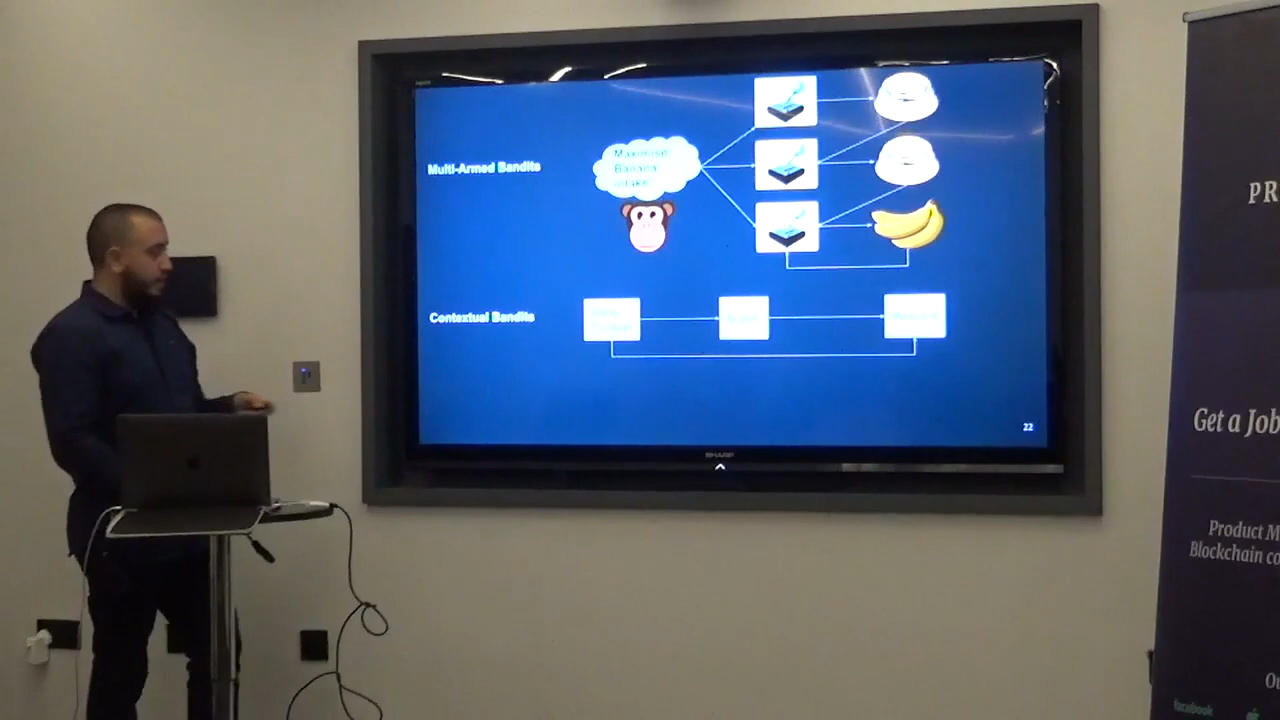 Multi-Armed Bandits
Maximise
Banana
intake!
Contextual Bandits
22
SHARP
PR
Get a Job
Product M
Blockchain co
facebook